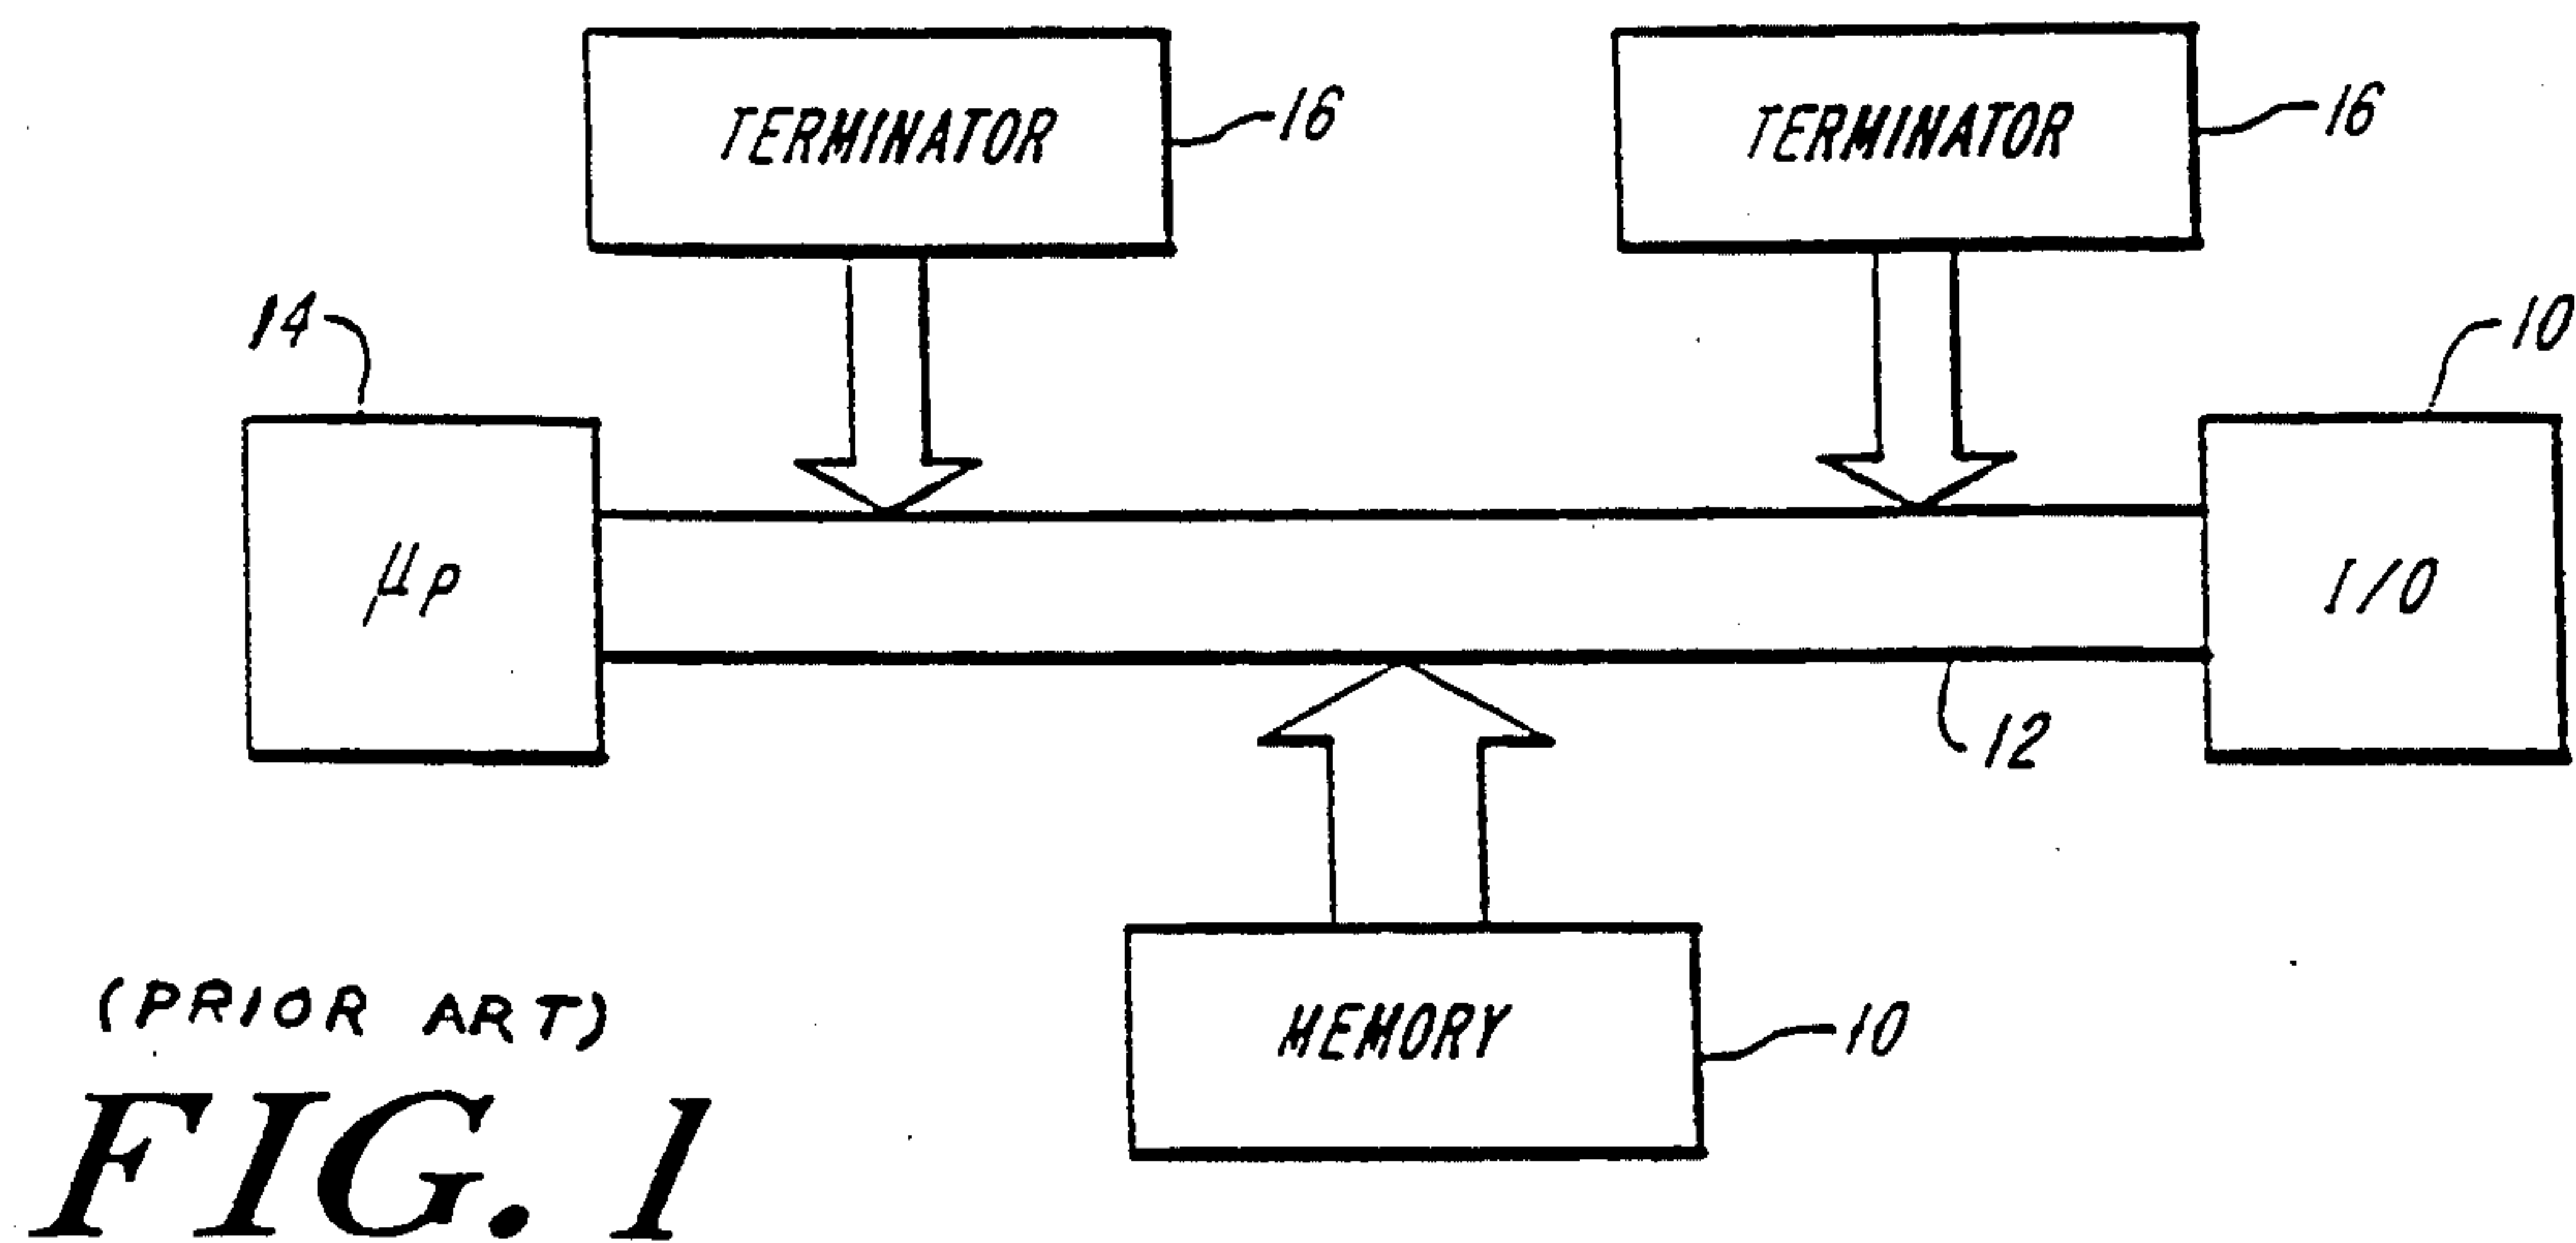 TERMINATOR
16
TERMINATOR
16
14
10
μp
I/O
12
MEMORY
10
(PRIOR ART)
FIG. 1